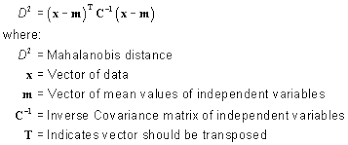 D² = (x − m)ᵀ C⁻¹ (x − m)
where:
D² = Mahalanobis distance
x = Vector of data
m = Vector of mean values of independent variables
C⁻¹ = Inverse Covariance matrix of independent variables
T = Indicates vector should be transposed